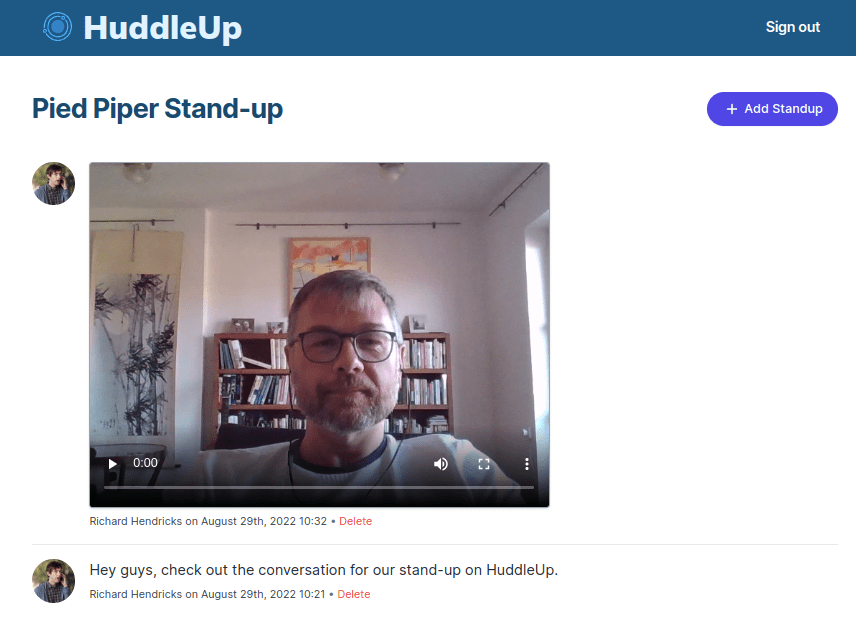 HuddleUp
Sign out
Pied Piper Stand-up
+ Add Standup
0:00
Richard Hendricks on August 29th, 2022 10:32 • Delete
Hey guys, check out the conversation for our stand-up on HuddleUp.
Richard Hendricks on August 29th, 2022 10:21 • Delete